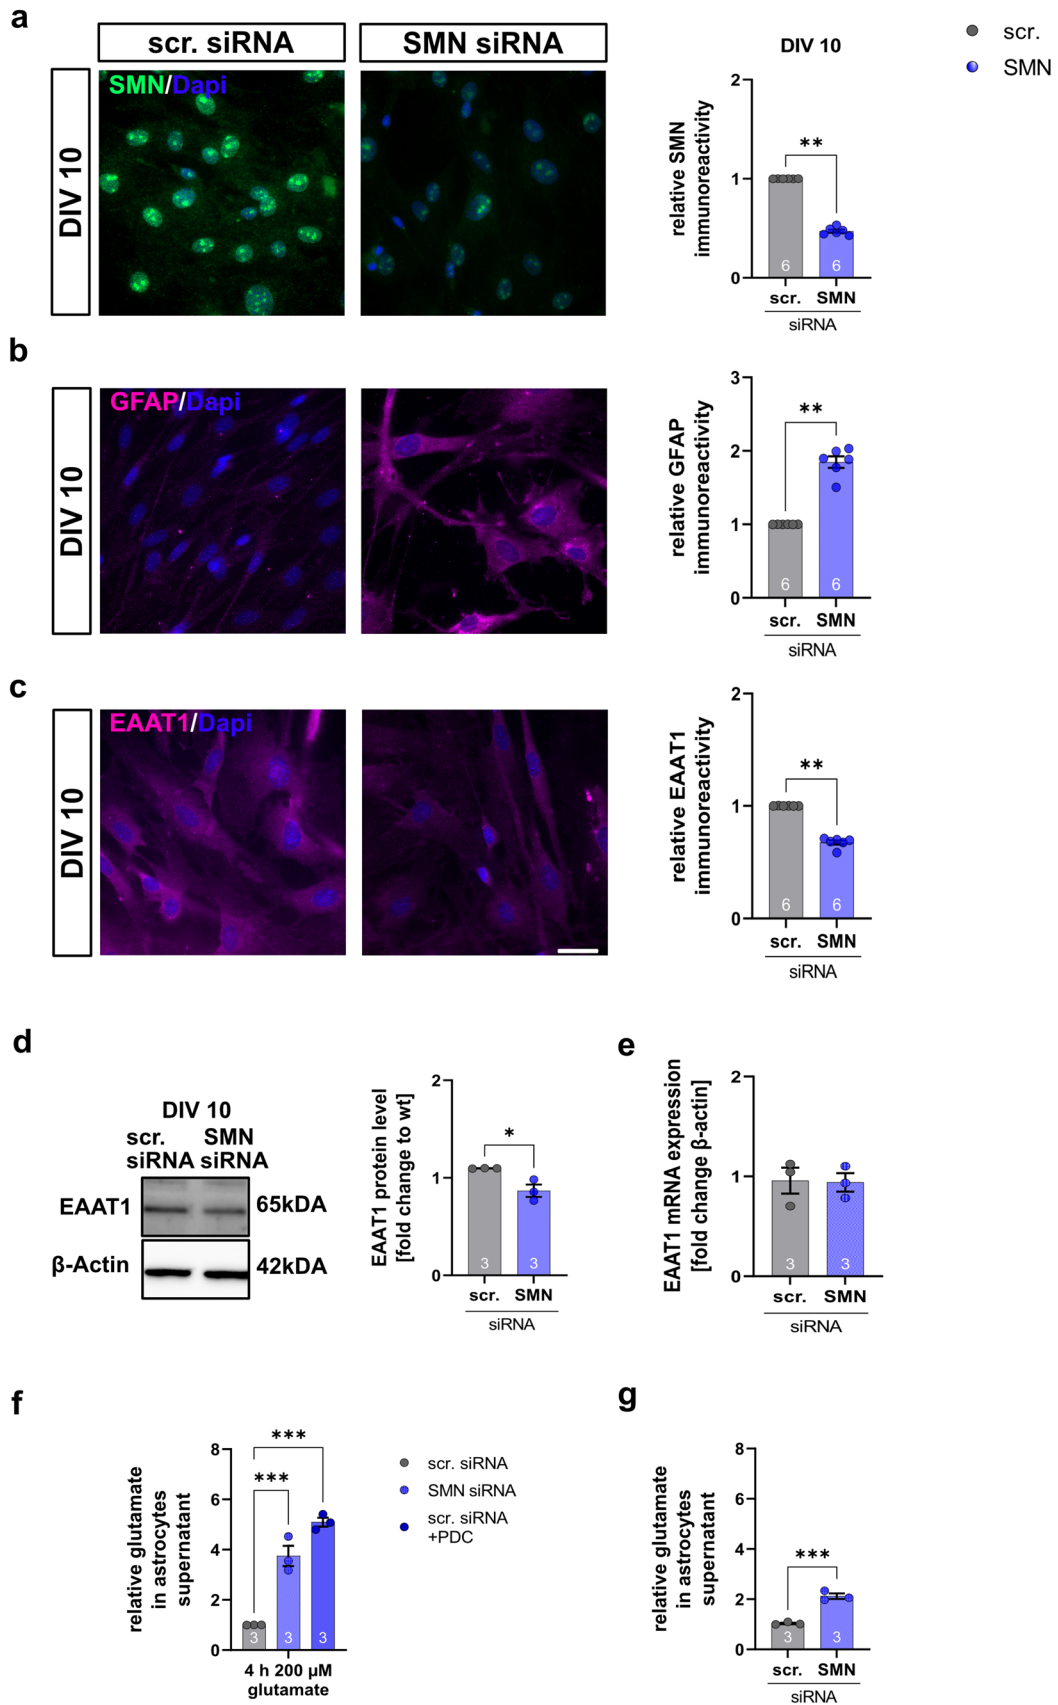 a
scr. siRNA
SMN siRNA
DIV 10
SMN/Dapi
DIV 10
2
1
0
relative SMN
immunoreactivity
**
6
6
scr.
SMN
siRNA
scr.
SMN
b
DIV 10
GFAP/Dapi
3
2
1
0
relative GFAP
immunoreactivity
**
6
6
scr.
SMN
siRNA
c
DIV 10
EAAT1/Dapi
2
1
0
relative EAAT1
immunoreactivity
**
6
6
scr.
SMN
siRNA
d
DIV 10
scr.
siRNA
SMN
siRNA
EAAT1
65kDA
β-Actin
42kDA
EAAT1 protein level
[fold change to wt]
2
1
0
*
3
3
scr.
SMN
siRNA
e
EAAT1 mRNA expression
[fold change β-actin]
2
1
0
3
3
scr.
SMN
siRNA
f
relative glutamate
in astrocytes
supernatant
8
6
4
2
0
***
***
3
3
3
4 h 200 µM
glutamate
scr. siRNA
SMN siRNA
scr. siRNA
+PDC
g
relative glutamate
in astrocytes
supernatant
8
6
4
2
0
***
3
3
scr.
SMN
siRNA